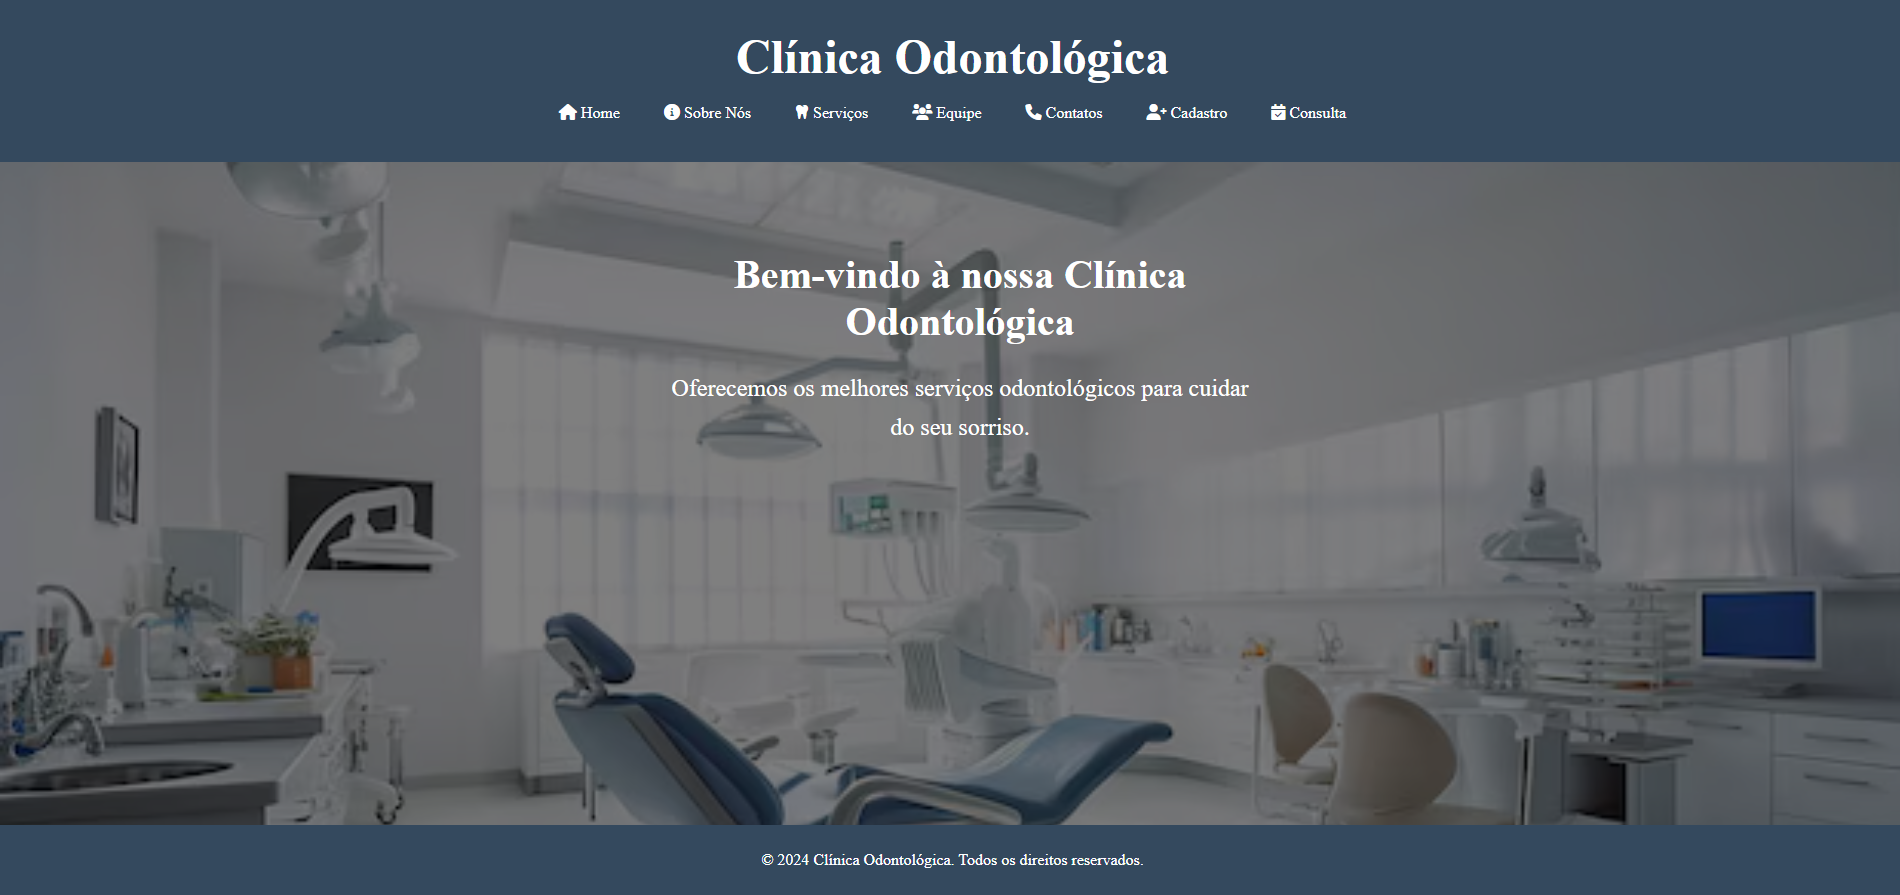 Clínica Odontológica
Home Sobre Nós Serviços Equipe Contatos Cadastro Consulta
Bem-vindo à nossa Clínica
Odontológica
Oferecemos os melhores serviços odontológicos para cuidar
do seu sorriso.
© 2024 Clínica Odontológica. Todos os direitos reservados.